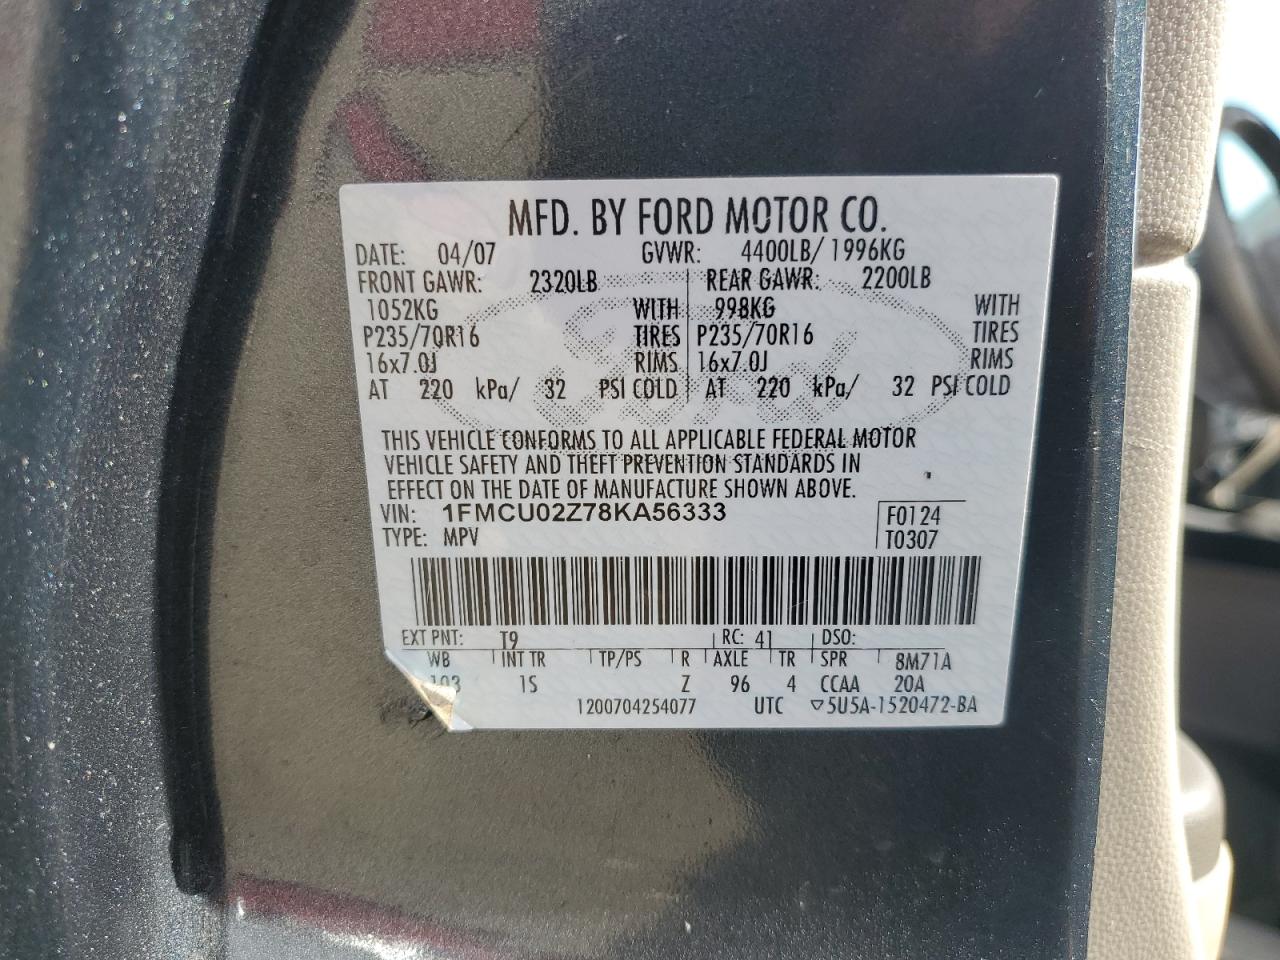 MFD. BY FORD MOTOR CO.
DATE: 04/07 GVWR: 4400LB/ 1996KG
FRONT GAWR: 2320LB REAR GAWR: 2200LB
1052KG WITH 998KG WITH
P235/70R16 TIRES P235/70R16 TIRES
16x7.0J RIMS 16x7.0J RIMS
AT 220 kPa/ 32 PSI COLD AT 220 kPa/ 32 PSI COLD
THIS VEHICLE CONFORMS TO ALL APPLICABLE FEDERAL MOTOR
VEHICLE SAFETY AND THEFT PREVENTION STANDARDS IN
EFFECT ON THE DATE OF MANUFACTURE SHOWN ABOVE.
VIN: 1FMCU02Z78KA56333 F0124
TYPE: MPV T0307
EXT PNT: T9 RC: 41 DSO:
WB INT TR TP/PS R AXLE TR SPR 8M71A
103 1S Z 96 4 CCAA 20A
1200704254077 UTC ▽5U5A-1520472-BA